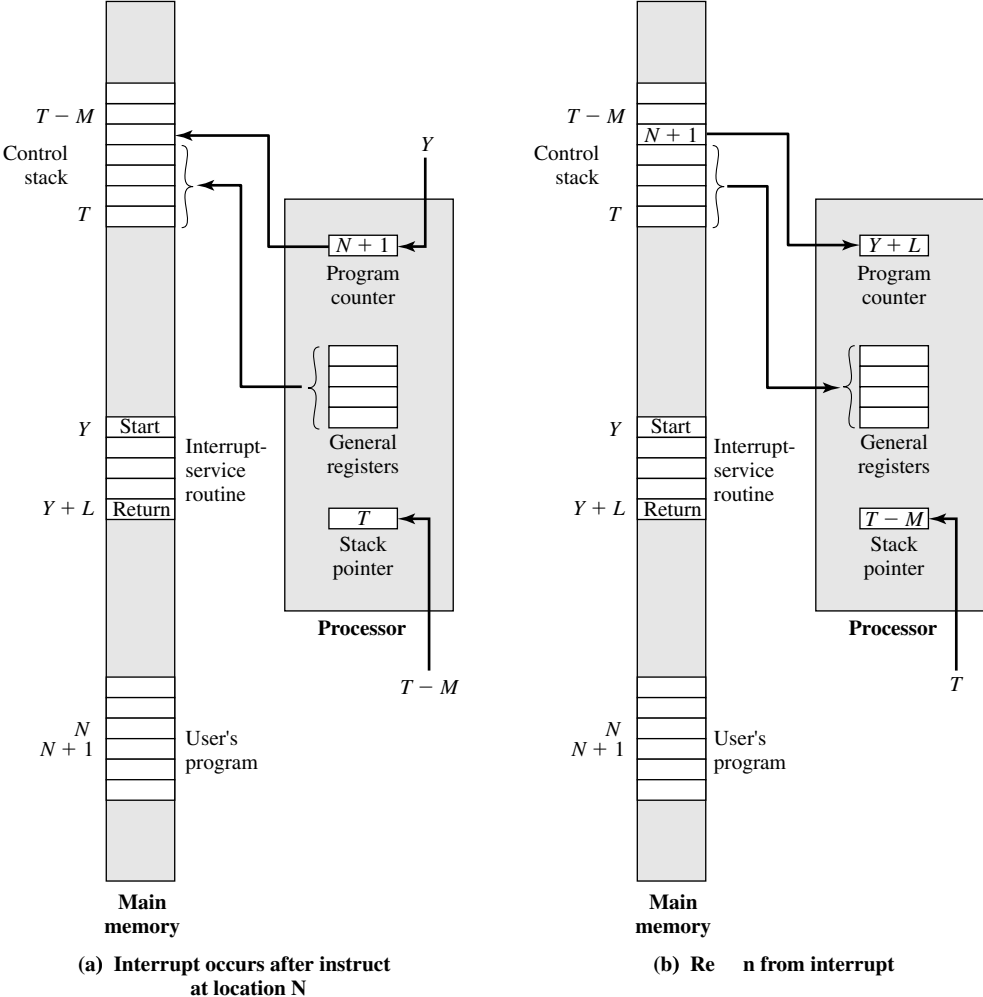 T − M
Control
stack
T
Y
N + 1
Program
counter
General
registers
Y
Start
Interrupt-
service
routine
Y + L
Return
T
Stack
pointer
Processor
T − M
N
N + 1
User's
program
Main
memory
(a) Interrupt occurs after instruct
at location N
T − M
N + 1
Control
stack
T
Y + L
Program
counter
General
registers
Y
Start
Interrupt-
service
routine
Y + L
Return
T − M
Stack
pointer
Processor
T
N
N + 1
User's
program
Main
memory
(b) Re n from interrupt